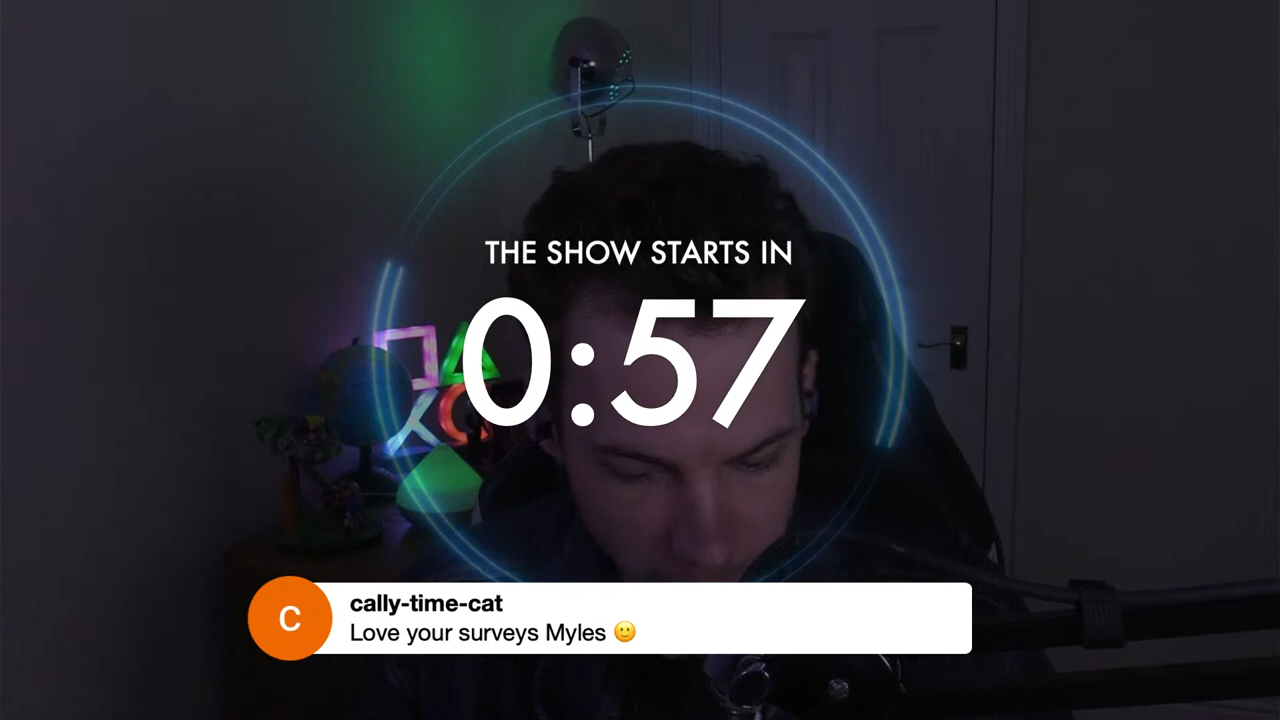 THE SHOW STARTS IN
0:57
C
cally-time-cat
Love your surveys Myles 🙂